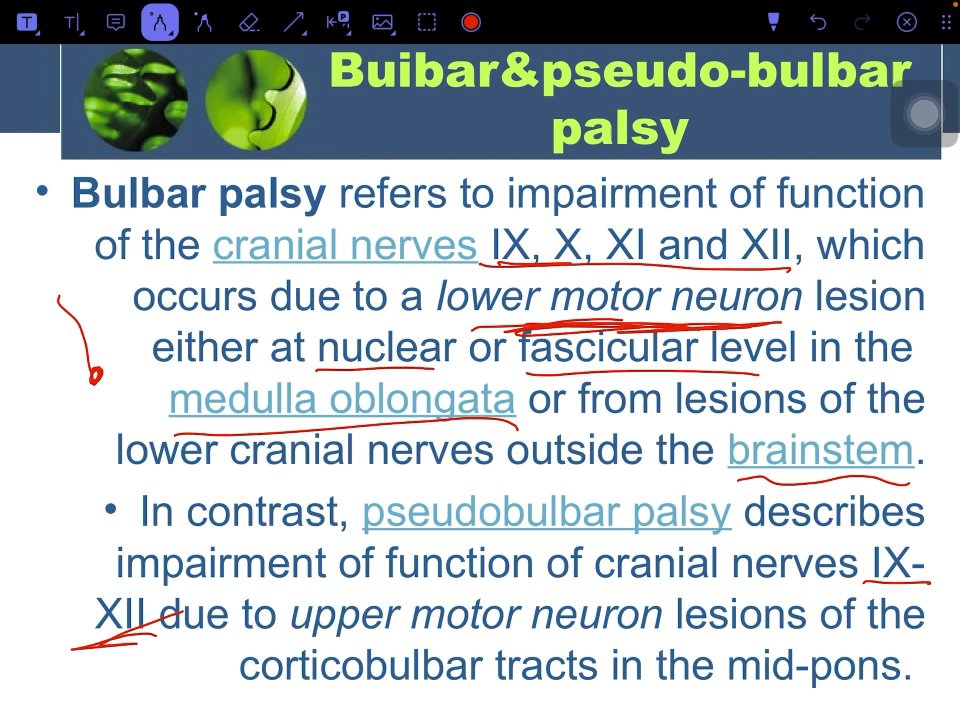 Buibar&pseudo-bulbar
palsy
• Bulbar palsy refers to impairment of function
of the cranial nerves IX, X, XI and XII, which
occurs due to a lower motor neuron lesion
either at nuclear or fascicular level in the
medulla oblongata or from lesions of the
lower cranial nerves outside the brainstem.
• In contrast, pseudobulbar palsy describes
impairment of function of cranial nerves IX-
XII due to upper motor neuron lesions of the
corticobulbar tracts in the mid-pons.